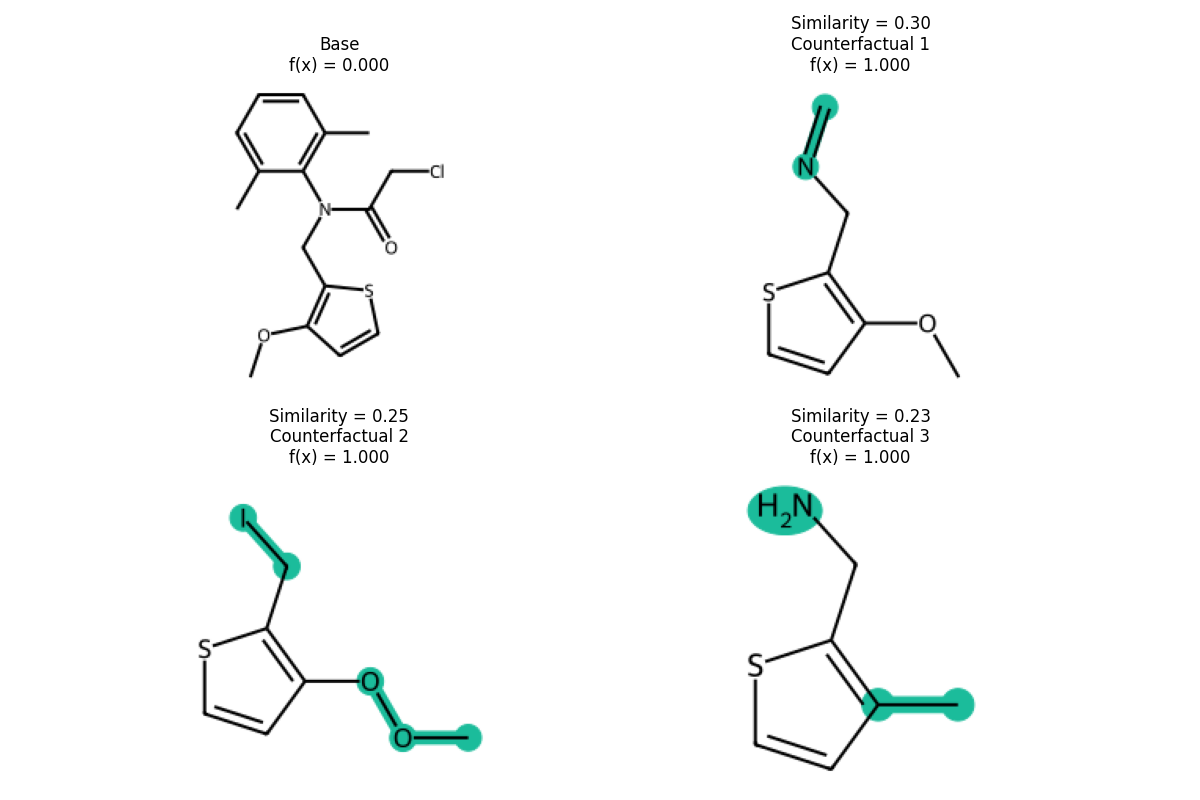 Base
f(x) = 0.000
Cl
N
O
S
O
Similarity = 0.30
Counterfactual 1
f(x) = 1.000
N
S
O
Similarity = 0.25
Counterfactual 2
f(x) = 1.000
I
S
O
O
Similarity = 0.23
Counterfactual 3
f(x) = 1.000
H₂N
S